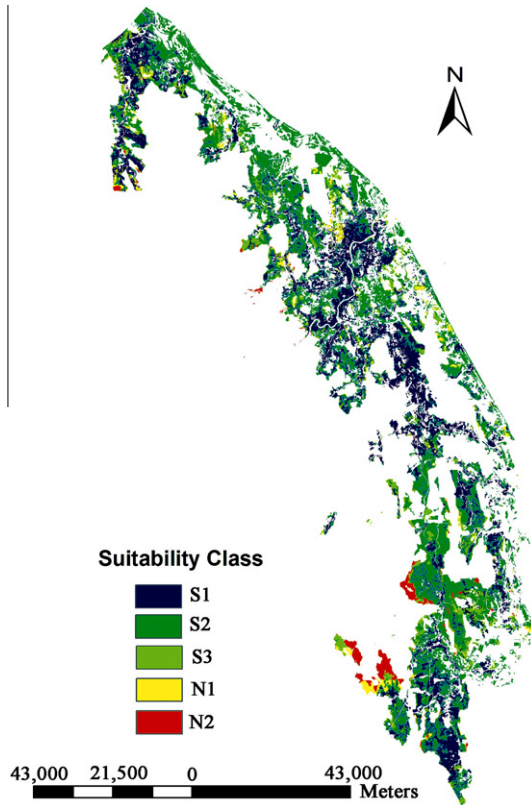 N
Suitability Class
S1
S2
S3
N1
N2
43,000 21,500 0 43,000
Meters